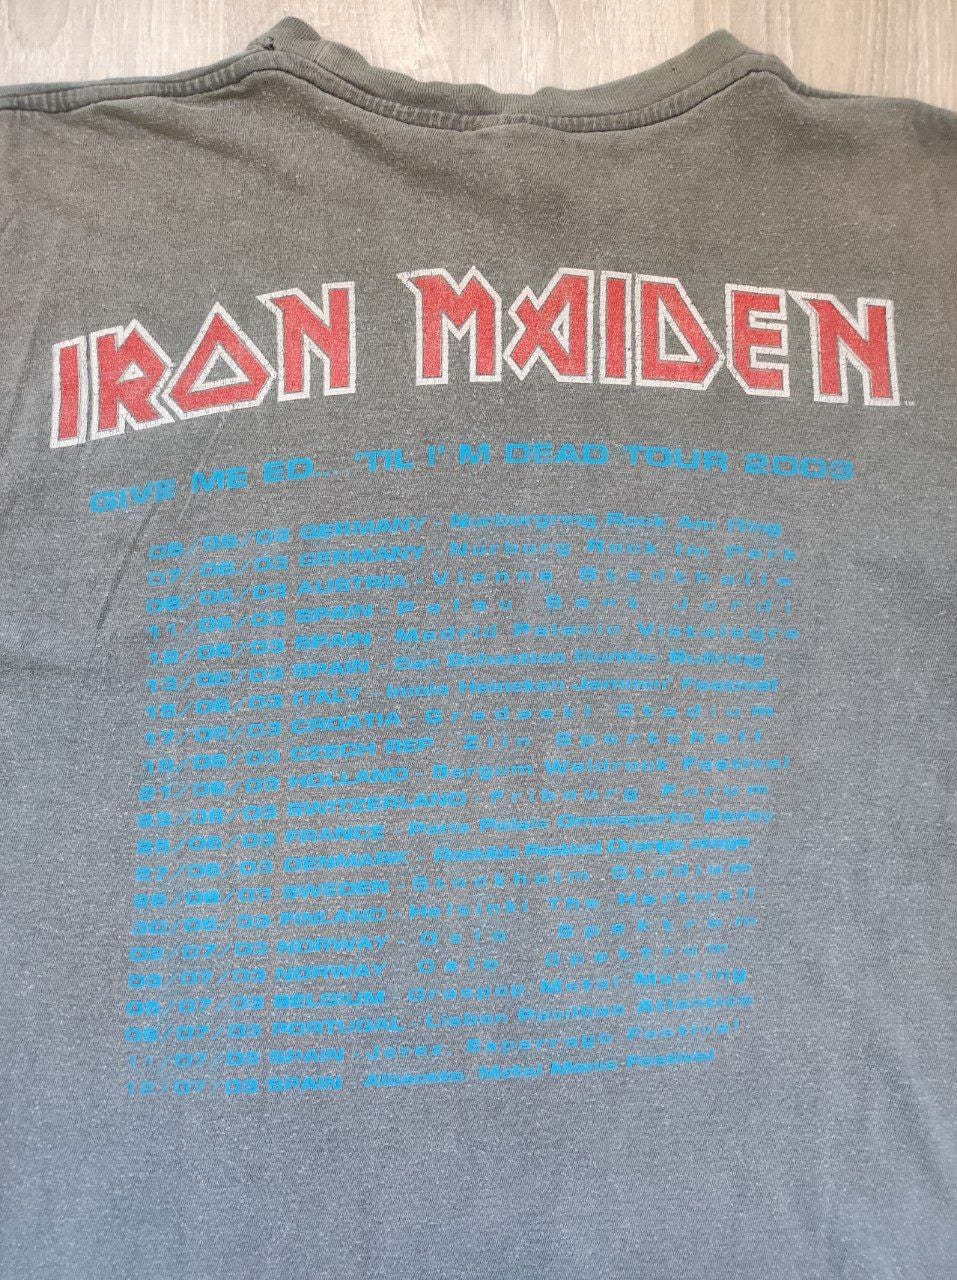 IRON MAIDEN
TM
GIVE ME ED... 'TIL I'M DEAD TOUR 2003
06/06/03 GERMANY - Nurburgring Rock Am Ring
07/06/03 GERMANY - Nurburg Rock Im Park
08/06/03 AUSTRIA - Vienna Stadthalle
11/06/03 SPAIN - Palau Sant Jordi
12/06/03 SPAIN - Madrid Palacio Vistalegre
13/06/03 SPAIN - San Sebastian Illumbe Bullring
15/06/03 ITALY - Imola Heineken Jammin' Festival
17/06/03 CROATIA - Gradski Stadium
19/06/03 CZECH REP - Zlin Sportshall
21/06/03 HOLLAND - Bergum Waldrock Festival
23/06/03 SWITZERLAND - Fribourg Forum
25/06/03 FRANCE - Paris Palais Omnisports Bercy
27/06/03 DENMARK - Roskilde Festival Orange stage
28/06/03 SWEDEN - Stockholm Stadium
30/06/03 FINLAND - Helsinki The Hartwall
02/07/03 NORWAY - Oslo Spektrum
03/07/03 NORWAY - Oslo Spektrum
05/07/03 BELGIUM - Graspop Metal Meeting
/07/03 PORTUGAL - Lisbon Pavilhao Atlantico
11/07/03 SPAIN - Jerez, Esparrago Festival
12/07/03 SPAIN - Metal Mania Festival